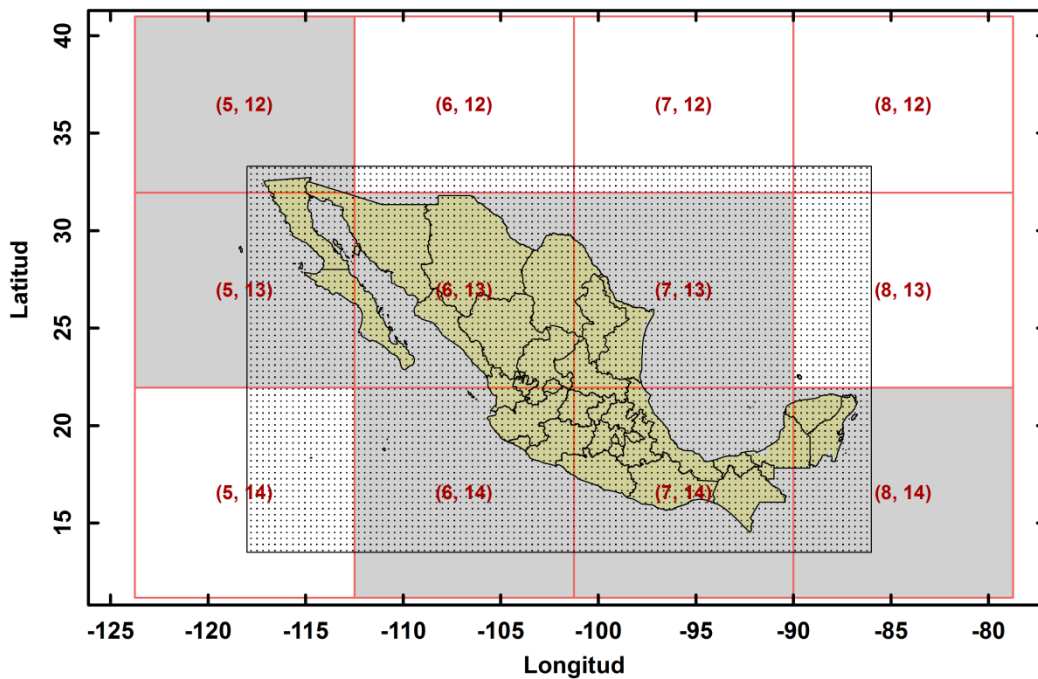 40
(5, 12) (6, 12) (7, 12) (8, 12)
35
30
Latitud
(5, 13) (6, 13) (7, 13) (8, 13)
25
20
(5, 14) (6, 14) (7, 14) (8, 14)
15
-125 -120 -115 -110 -105 -100 -95 -90 -85 -80
Longitud